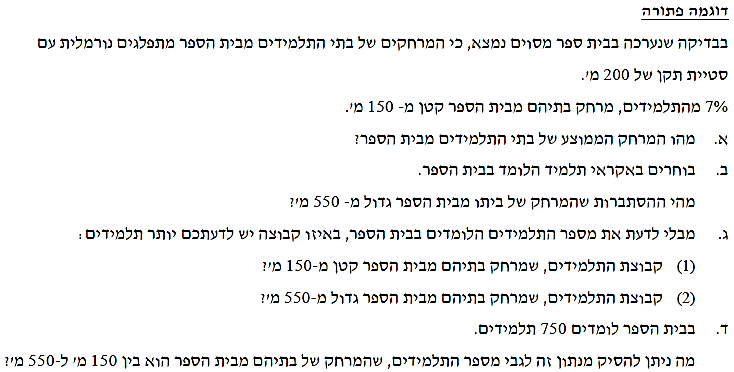 דוגמה פתורה
בבדיקה שנערכה בבית ספר מסוים נמצא, כי המרחקים של בתי התלמידים מבית הספר מתפלגים נורמלית עם
סטיית תקן של 200 מ'.
7% מהתלמידים, מרחק בתיהם מבית הספר קטן מ- 150 מ'.
א. מהו המרחק הממוצע של בתי התלמידים מבית הספר?
ב. בוחרים באקראי תלמיד הלומד בבית הספר.
מהי ההסתברות שהמרחק של ביתו מבית הספר גדול מ- 550 מ'?
ג. מבלי לדעת את מספר התלמידים הלומדים בבית הספר, באיזו קבוצה יש לדעתכם יותר תלמידים:
(1) קבוצת התלמידים, שמרחק בתיהם מבית הספר קטן מ-150 מ'?
(2) קבוצת התלמידים, שמרחק בתיהם מבית הספר גדול מ-550 מ'?
ד. בבית הספר לומדים 750 תלמידים.
מה ניתן להסיק מנתון זה לגבי מספר התלמידים, שהמרחק של בתיהם מבית הספר הוא בין 150 מ' ל-550 מ'?